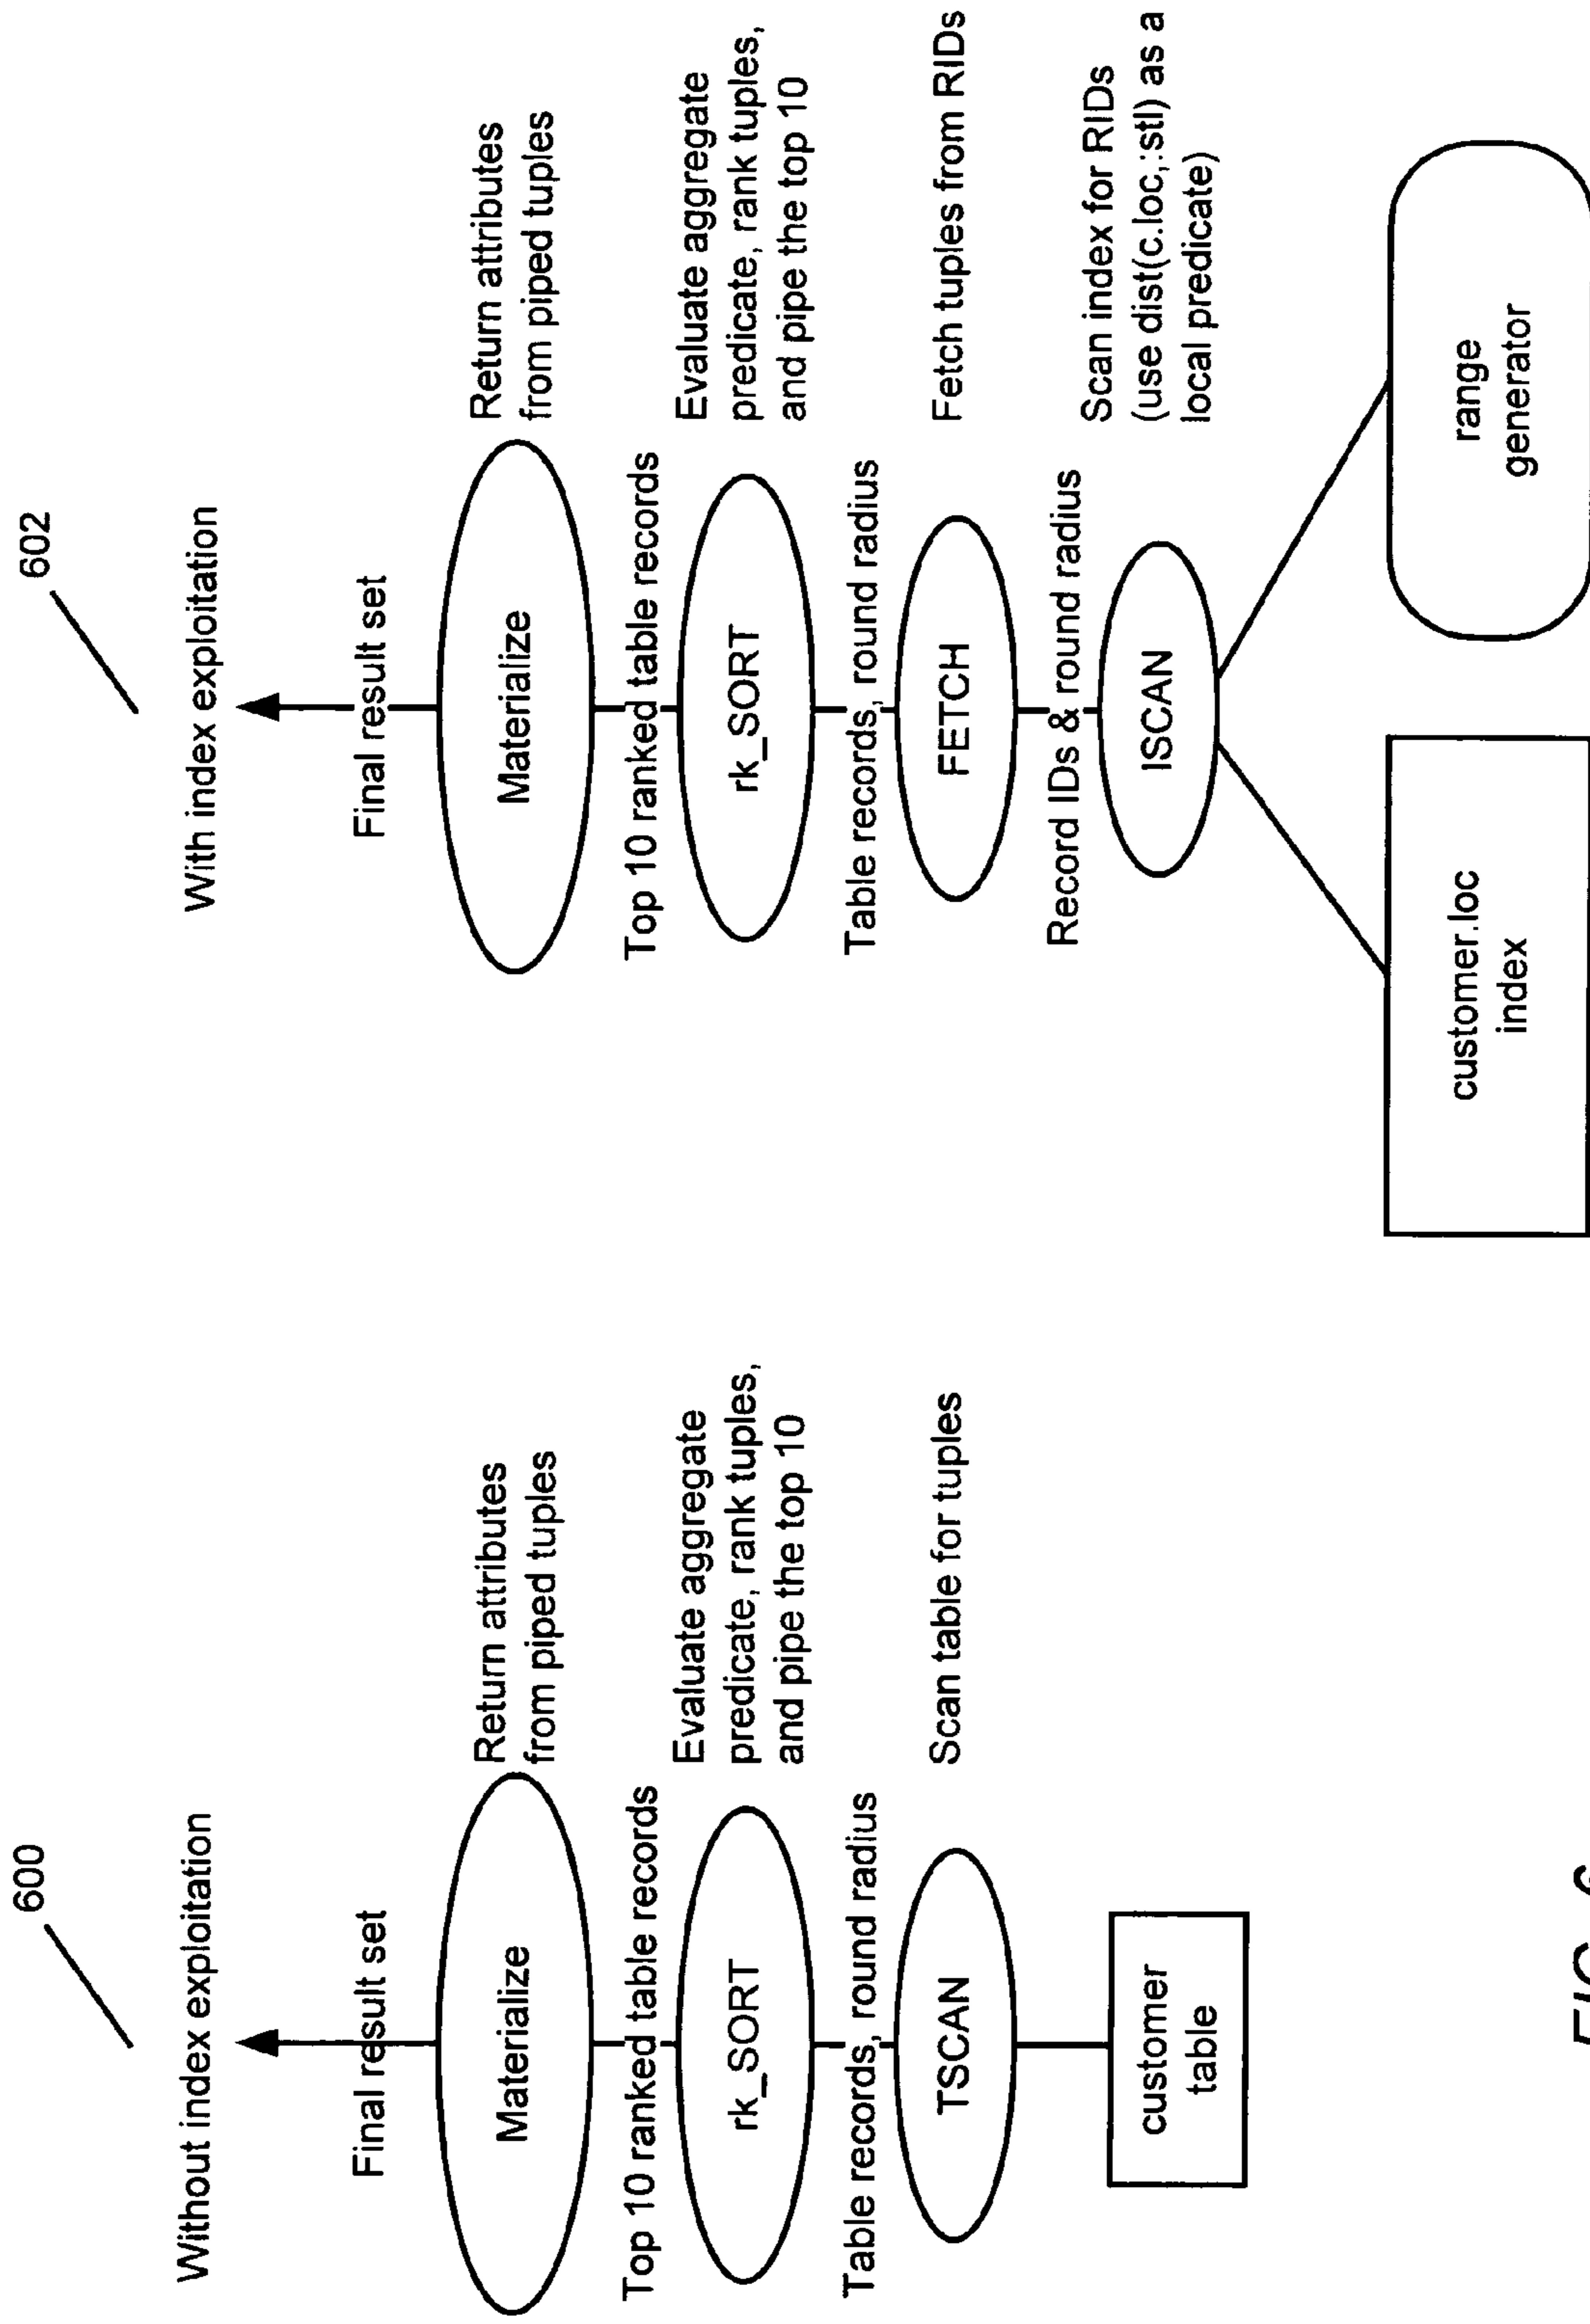 600
Without index exploitation
Final result set
Materialize
Return attributes
from piped tuples
Top 10 ranked table records
rk_SORT
Evaluate aggregate
predicate, rank tuples,
and pipe the top 10
Table records, round radius
TSCAN
Scan table for tuples
customer
table
602
With index exploitation
Final result set
Materialize
Return attributes
from piped tuples
Top 10 ranked table records
rk_SORT
Evaluate aggregate
predicate, rank tuples,
and pipe the top 10
Table records, round radius
FETCH
Fetch tuples from RIDs
Record IDs & round radius
ISCAN
Scan index for RIDs
(use dist(c.loc,:stl) as a
local predicate)
customer.loc
index
range
generator